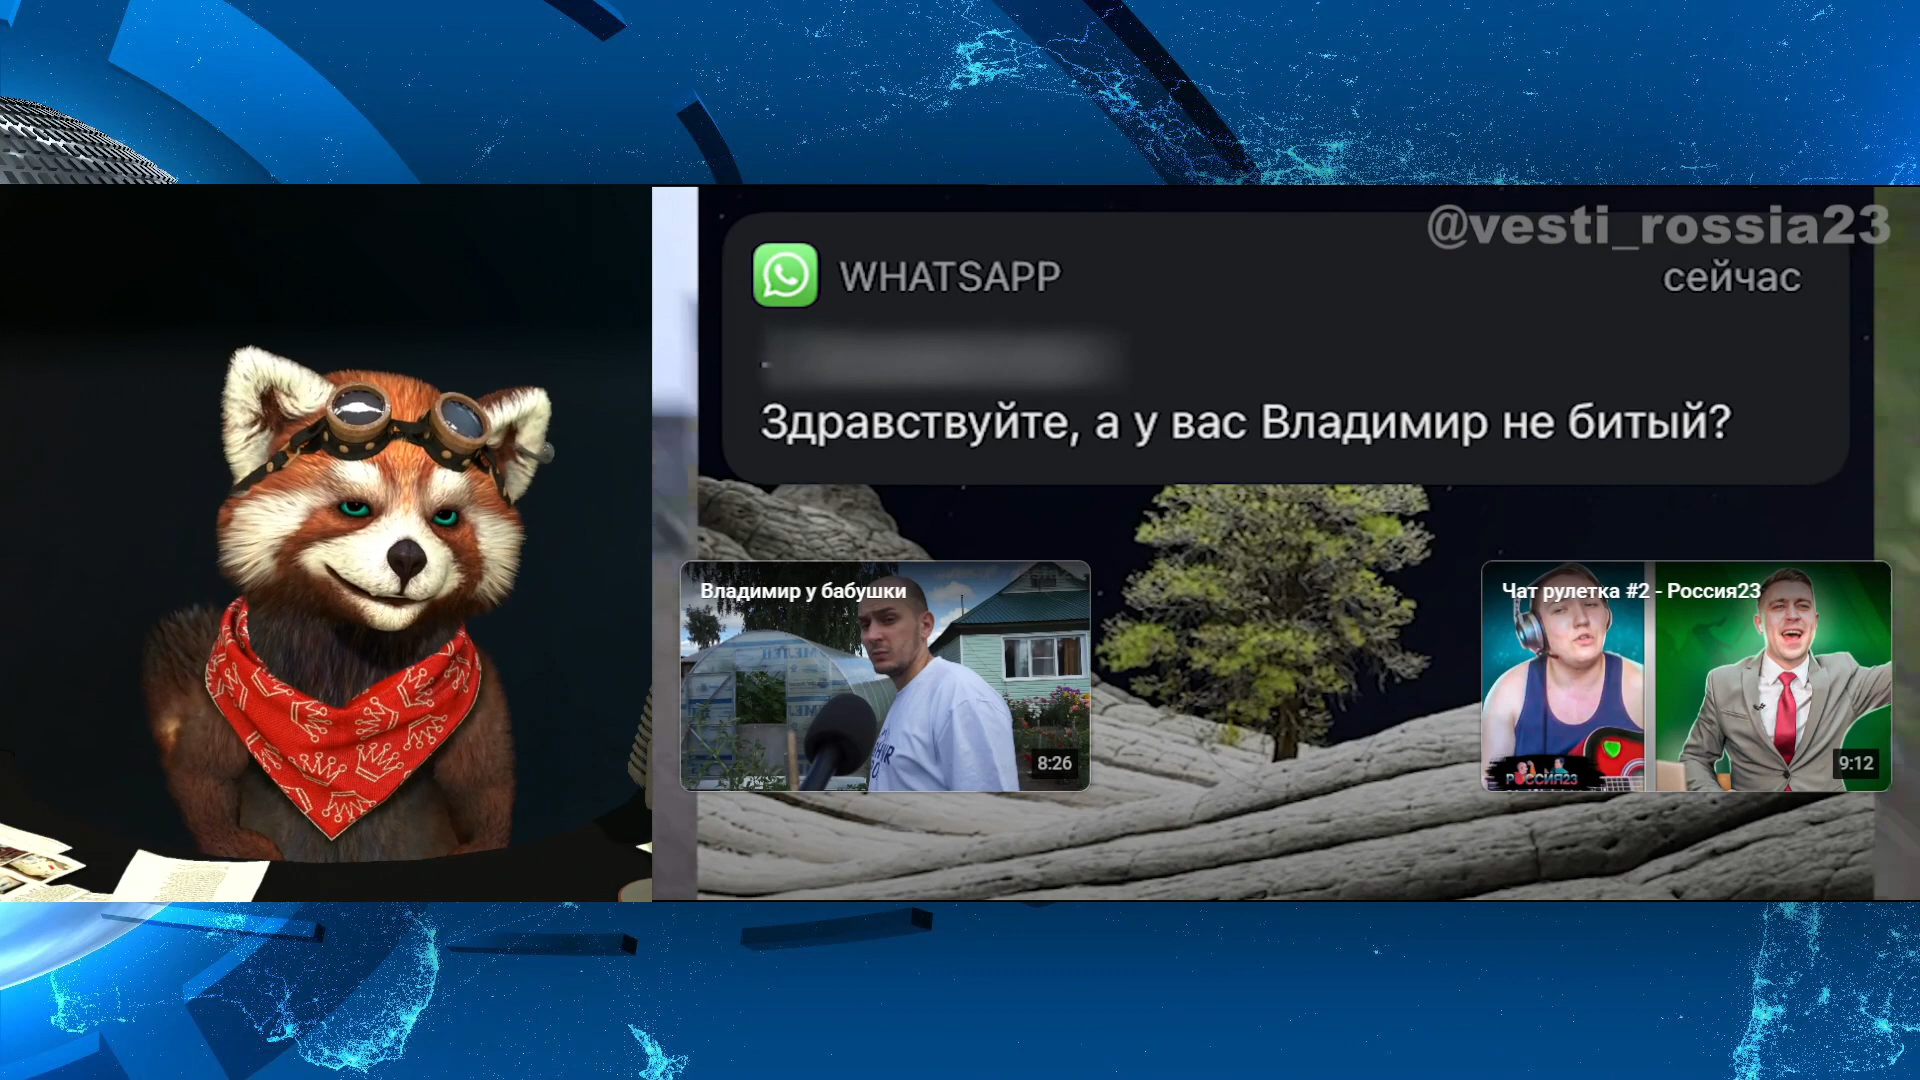 @vesti_rossia23
WHATSAPP
сейчас
Здравствуйте, а у вас Владимир не битый?
Владимир у бабушки
8:26
Чат рулетка #2 - Россия23
РОССИЯ23
9:12